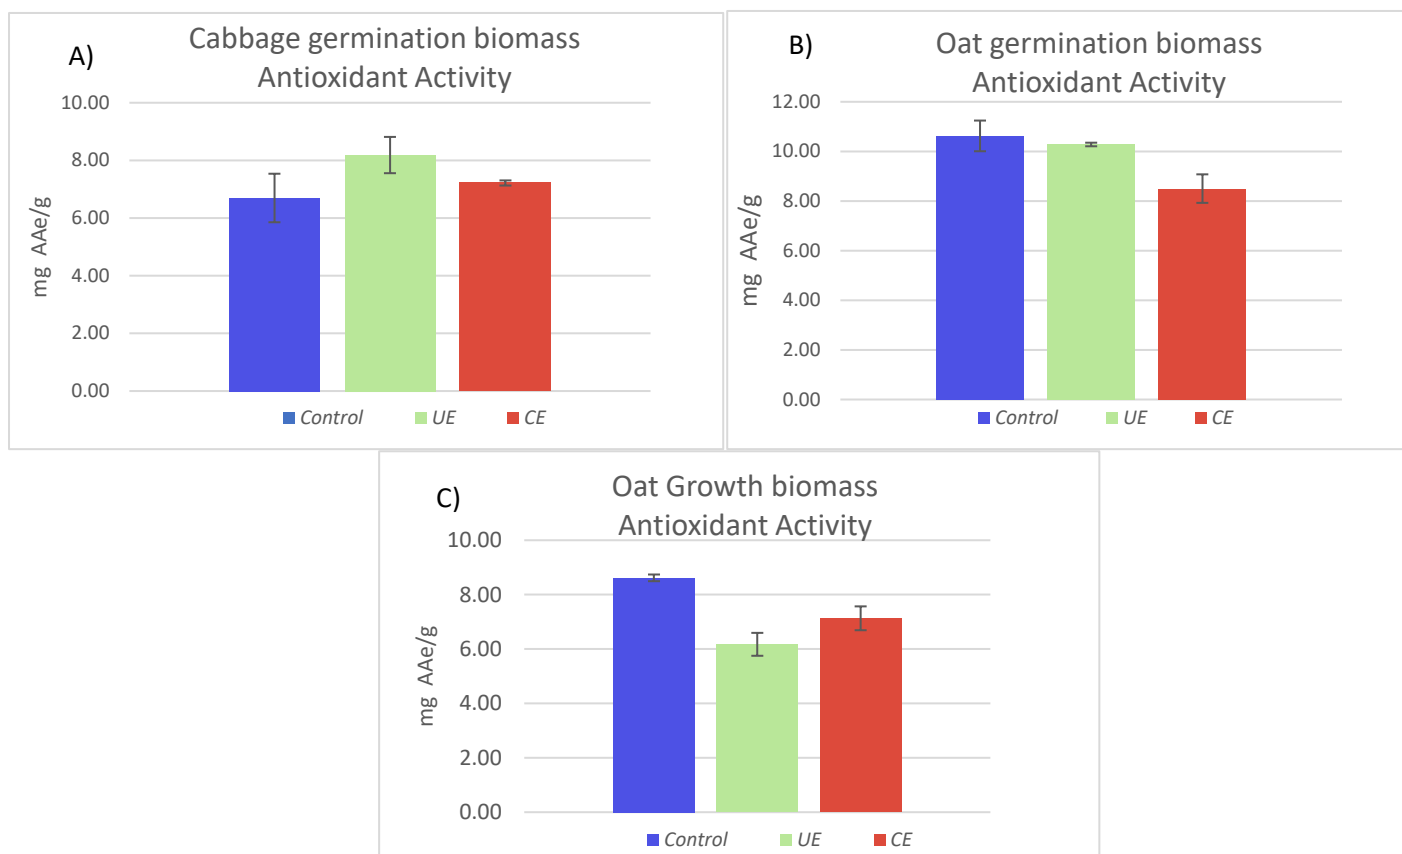 A)
Cabbage germination biomass
Antioxidant Activity
10.00
8.00
6.00
4.00
2.00
0.00
mg AAe/g
Control UE CE
B)
Oat germination biomass
Antioxidant Activity
12.00
10.00
8.00
6.00
4.00
2.00
0.00
mg AAe/g
Control UE CE
C)
Oat Growth biomass
Antioxidant Activity
10.00
8.00
6.00
4.00
2.00
0.00
mg AAe/g
Control UE CE